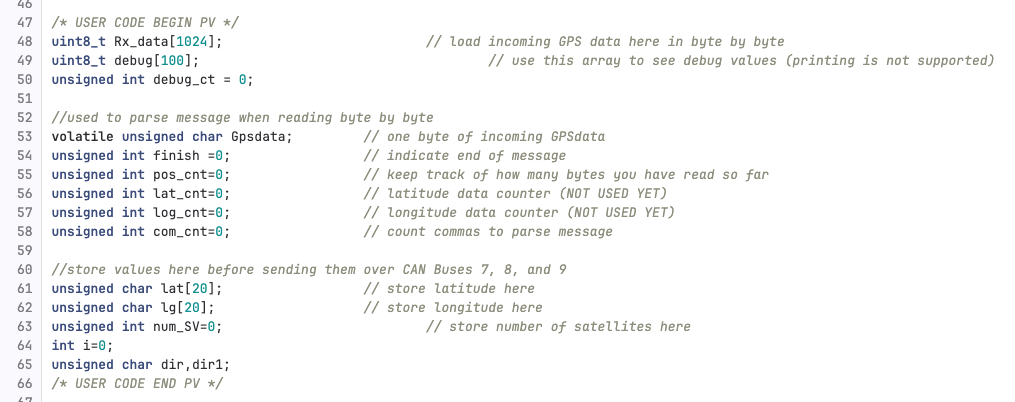 46
47 /* USER CODE BEGIN PV */
48 uint8_t Rx_data[1024]; // load incoming GPS data here in byte by byte
49 uint8_t debug[100]; // use this array to see debug values (printing is not supported)
50 unsigned int debug_ct = 0;
51
52 //used to parse message when reading byte by byte
53 volatile unsigned char Gpsdata; // one byte of incoming GPSdata
54 unsigned int finish =0; // indicate end of message
55 unsigned int pos_cnt=0; // keep track of how many bytes you have read so far
56 unsigned int lat_cnt=0; // latitude data counter (NOT USED YET)
57 unsigned int log_cnt=0; // longitude data counter (NOT USED YET)
58 unsigned int com_cnt=0; // count commas to parse message
59
60 //store values here before sending them over CAN Buses 7, 8, and 9
61 unsigned char lat[20]; // store latitude here
62 unsigned char lg[20]; // store longitude here
63 unsigned int num_SV=0; // store number of satellites here
64 int i=0;
65 unsigned char dir,dir1;
66 /* USER CODE END PV */
67